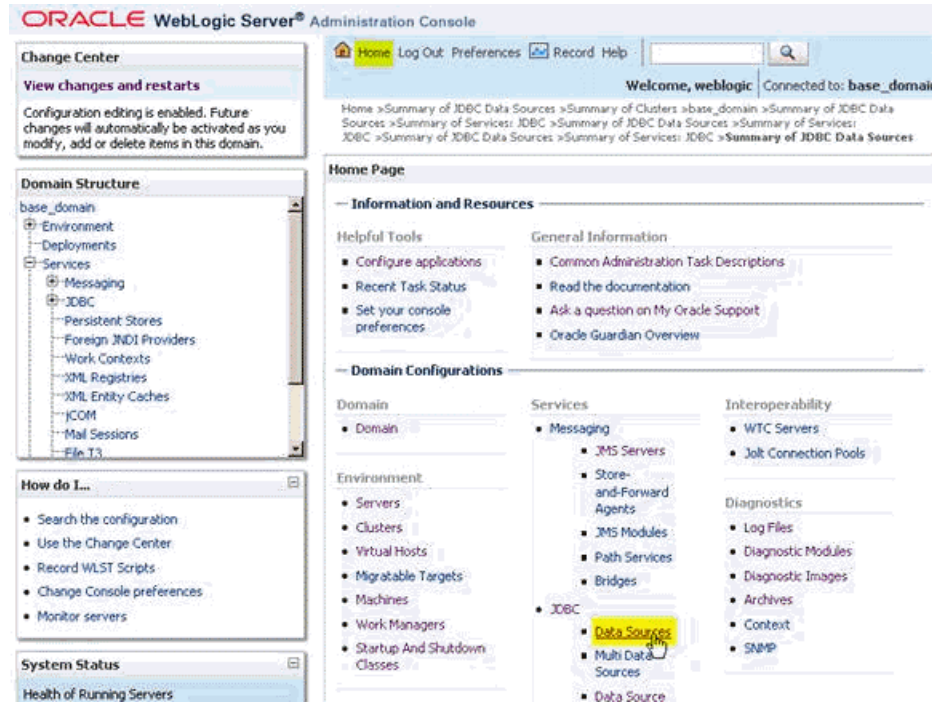 ORACLE WebLogic Server® Administration Console
Change Center
View changes and restarts
Configuration editing is enabled. Future
changes will automatically be activated as you
modify, add or delete items in this domain.
Domain Structure
base_domain
Environment
Deployments
Services
Messaging
JDBC
Persistent Stores
Foreign JNDI Providers
Work Contexts
XML Registries
XML Entity Caches
jCOM
Mail Sessions
File T3
How do I...
Search the configuration
Use the Change Center
Record WLST Scripts
Change Console preferences
Monitor servers
System Status
Health of Running Servers
Home Log Out Preferences Record Help
Welcome, weblogic Connected to: base_domain
Home >Summary of JDBC Data Sources >Summary of Clusters >base_domain >Summary of JDBC Data
Sources >Summary of Services: JDBC >Summary of JDBC Data Sources >Summary of Services:
JDBC >Summary of JDBC Data Sources >Summary of Services: JDBC >Summary of JDBC Data Sources
Home Page
Information and Resources
Helpful Tools
Configure applications
Recent Task Status
Set your console
preferences
General Information
Common Administration Task Descriptions
Read the documentation
Ask a question on My Oracle Support
Oracle Guardian Overview
Domain Configurations
Domain
Domain
Environment
Servers
Clusters
Virtual Hosts
Migratable Targets
Machines
Work Managers
Startup And Shutdown
Classes
Services
Messaging
JMS Servers
Store-
and-Forward
Agents
JMS Modules
Path Services
Bridges
JDBC
Data Sources
Multi Data
Sources
Data Source
Interoperability
WTC Servers
Jolt Connection Pools
Diagnostics
Log Files
Diagnostic Modules
Diagnostic Images
Archives
Context
SNMP